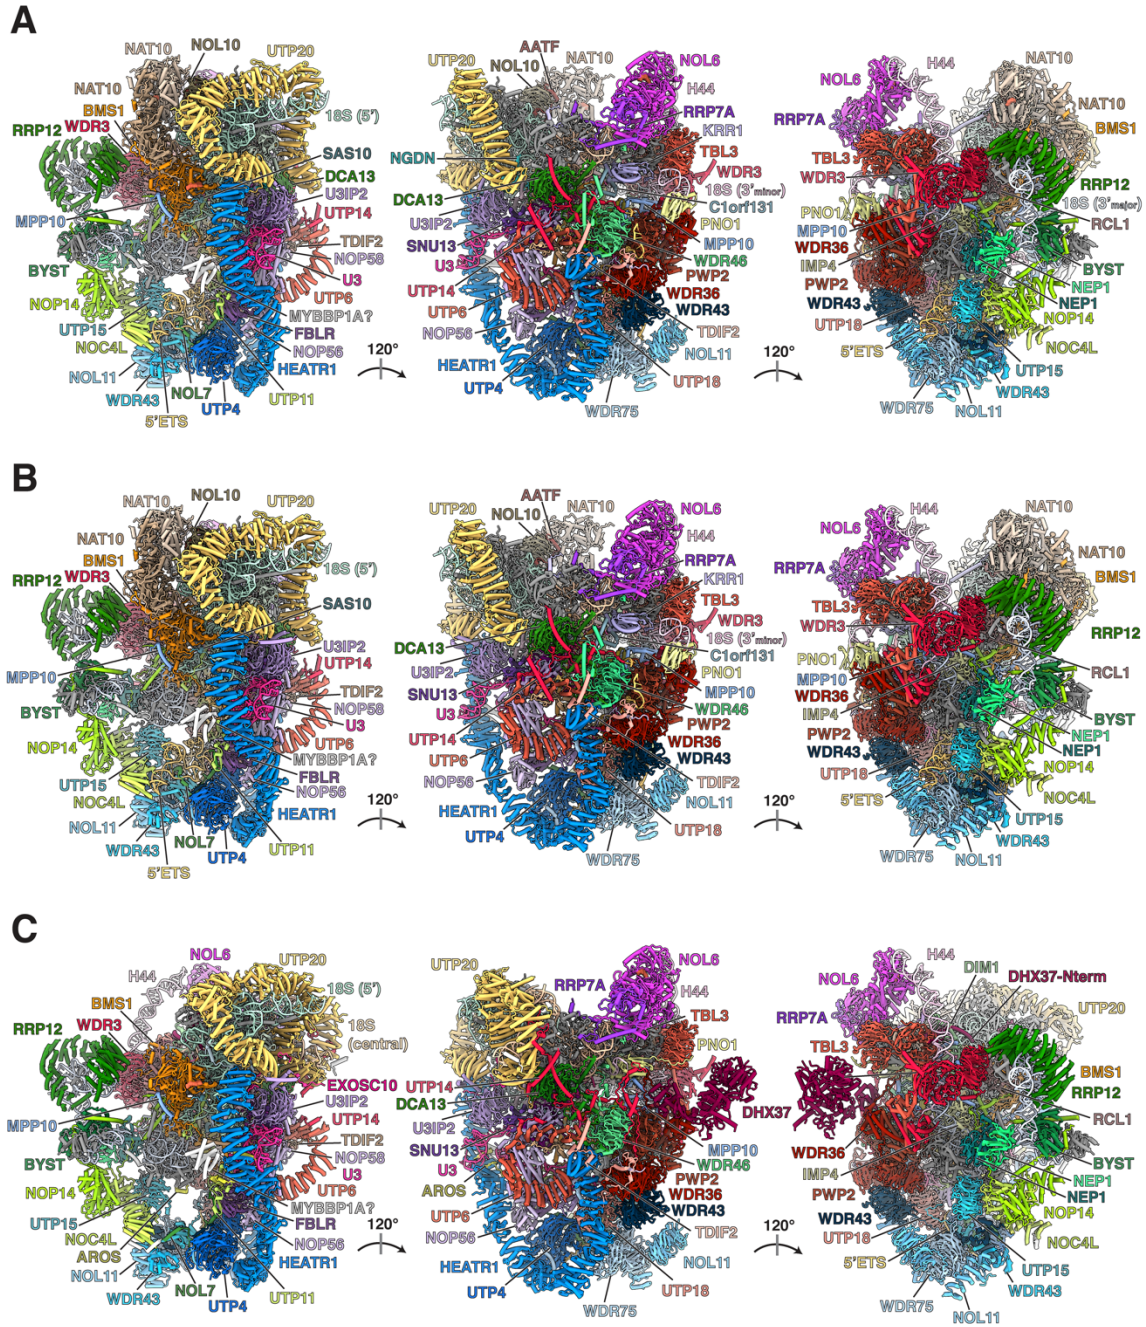 A
NAT10
NOL10
UTP20
NAT10
BMS1
RRP12
WDR3
18S (5')
SAS10
DCA13
U3IP2
UTP14
MPP10
TDIF2
NOP58
BYST
U3
NOP14
UTP6
UTP15
MYBBP1A?
NOC4L
FBLR
NOP56
NOL11
HEATR1
WDR43
NOL7
UTP11
UTP4
5'ETS
120°
AATF
UTP20
NOL10
NAT10
NOL6
H44
RRP7A
KRR1
NGDN
TBL3
WDR3
DCA13
18S (3'minor)
U3IP2
C1orf131
SNU13
PNO1
U3
MPP10
UTP14
WDR46
UTP6
PWP2
NOP56
WDR36
WDR43
TDIF2
HEATR1
NOL11
UTP4
UTP18
WDR75
120°
NOL6
H44
NAT10
RRP7A
NAT10
BMS1
TBL3
WDR3
RRP12
PNO1
18S (3'major)
MPP10
RCL1
WDR36
IMP4
BYST
PWP2
NEP1
WDR43
NEP1
UTP18
NOP14
5'ETS
NOC4L
UTP15
WDR75
WDR43
NOL11
B
NAT10
NOL10
UTP20
NAT10
BMS1
RRP12
WDR3
18S (5')
SAS10
U3IP2
UTP14
MPP10
TDIF2
NOP58
BYST
U3
NOP14
UTP6
UTP15
MYBBP1A?
NOC4L
FBLR
NOP56
NOL11
HEATR1
WDR43
NOL7
UTP11
UTP4
5'ETS
120°
AATF
UTP20
NOL10
NAT10
NOL6
H44
RRP7A
KRR1
TBL3
WDR3
DCA13
18S (3'minor)
U3IP2
C1orf131
SNU13
PNO1
U3
MPP10
UTP14
WDR46
UTP6
PWP2
NOP56
WDR36
WDR43
TDIF2
HEATR1
NOL11
UTP4
UTP18
WDR75
120°
NOL6
H44
NAT10
RRP7A
NAT10
BMS1
TBL3
WDR3
RRP12
PNO1
MPP10
RCL1
WDR36
IMP4
BYST
PWP2
NEP1
WDR43
NEP1
UTP18
NOP14
5'ETS
NOC4L
UTP15
WDR75
WDR43
NOL11
C
NOL6
UTP20
H44
18S (5')
BMS1
RRP12
WDR3
18S
(central)
EXOSC10
U3IP2
MPP10
UTP14
TDIF2
BYST
NOP58
U3
NOP14
UTP6
UTP15
MYBBP1A?
NOC4L
FBLR
AROS
NOP56
NOL11
HEATR1
WDR43
NOL7
UTP11
UTP4
120°
UTP20
NOL6
RRP7A
H44
TBL3
PNO1
UTP14
DCA13
DHX37
U3IP2
SNU13
MPP10
U3
WDR46
AROS
PWP2
UTP6
WDR36
NOP56
WDR43
TDIF2
HEATR1
NOL11
UTP4
UTP18
WDR75
120°
H44
DIM1
DHX37-Nterm
NOL6
UTP20
RRP7A
TBL3
BMS1
RRP12
RCL1
WDR36
IMP4
BYST
PWP2
NEP1
WDR43
NEP1
UTP18
NOP14
5'ETS
NOC4L
UTP15
WDR75
WDR43
NOL11